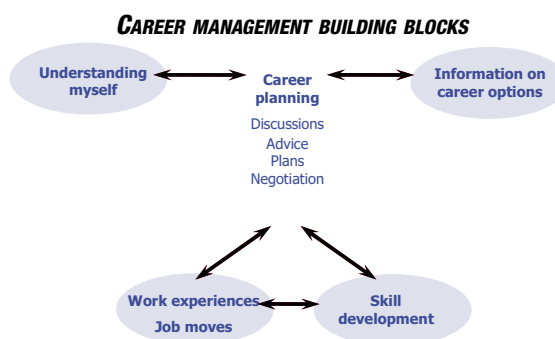 CAREER MANAGEMENT BUILDING BLOCKS
Understanding
myself
Career
planning
Discussions
Advice
Plans
Negotiation
Information on
career options
Work experiences
Job moves
Skill
development